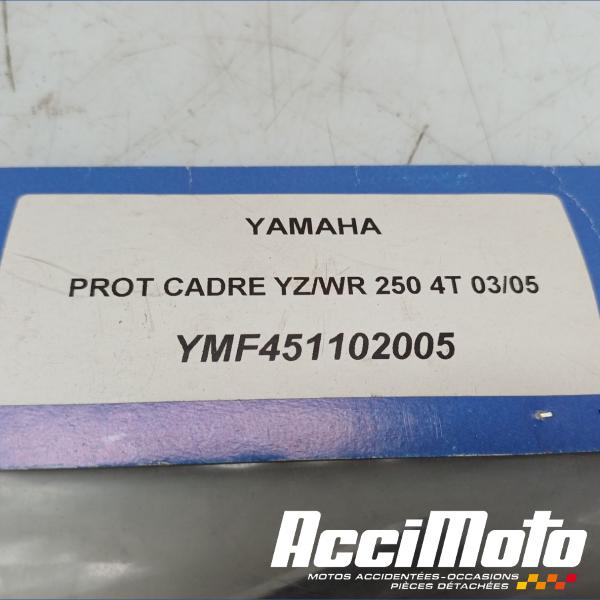 YAMAHA
PROT CADRE YZ/WR 250 4T 03/05
YMF451102005
AcciMoto
MOTOS ACCIDENTÉES-OCCASIONS
PIÈCES DÉTACHÉES